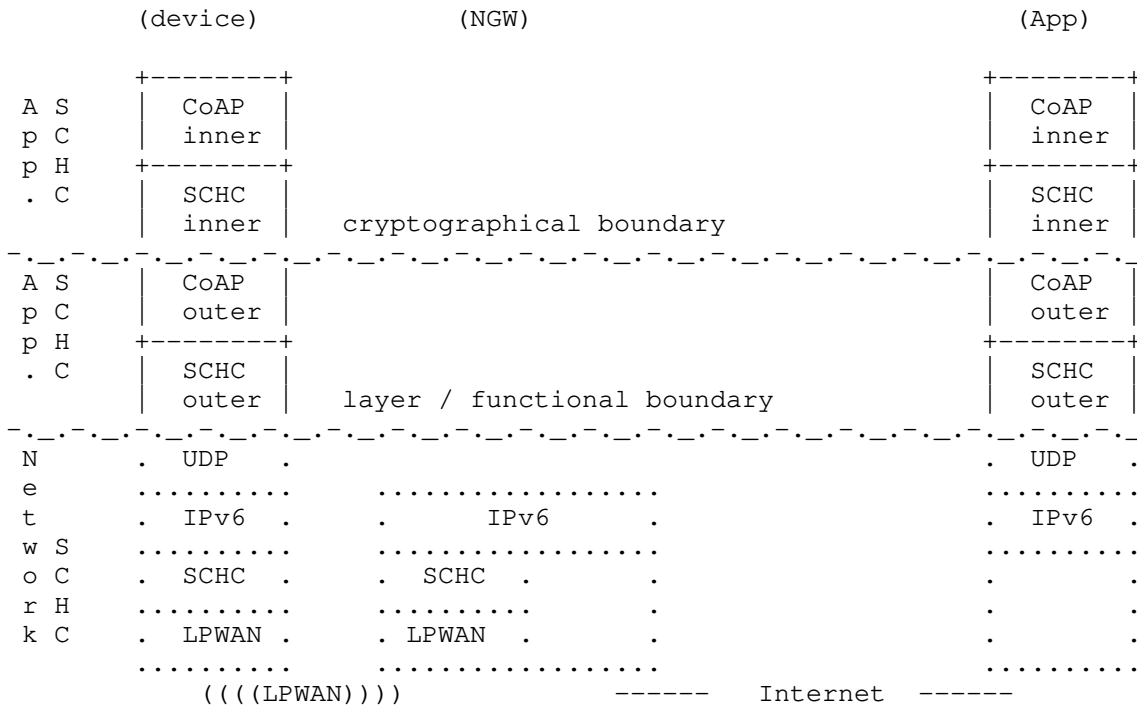 (device) (NGW) (App)
A S CoAP CoAP
p C inner inner
p H
. C SCHC SCHC
inner cryptographical boundary inner
A S CoAP CoAP
p C outer outer
p H
. C SCHC SCHC
outer layer / functional boundary outer
N . UDP . . UDP .
e
t . IPv6 . . IPv6 . . IPv6 .
w S
o C . SCHC . . SCHC . . . .
r H
k C . LPWAN . . LPWAN . . . .
((((LPWAN)))) ------ Internet ------